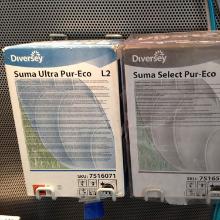 Diversey
Suma Ultra Pur-Eco L2
SKU: 7516071
Diversey
Suma Select Pur-Eco
SKU: 75165